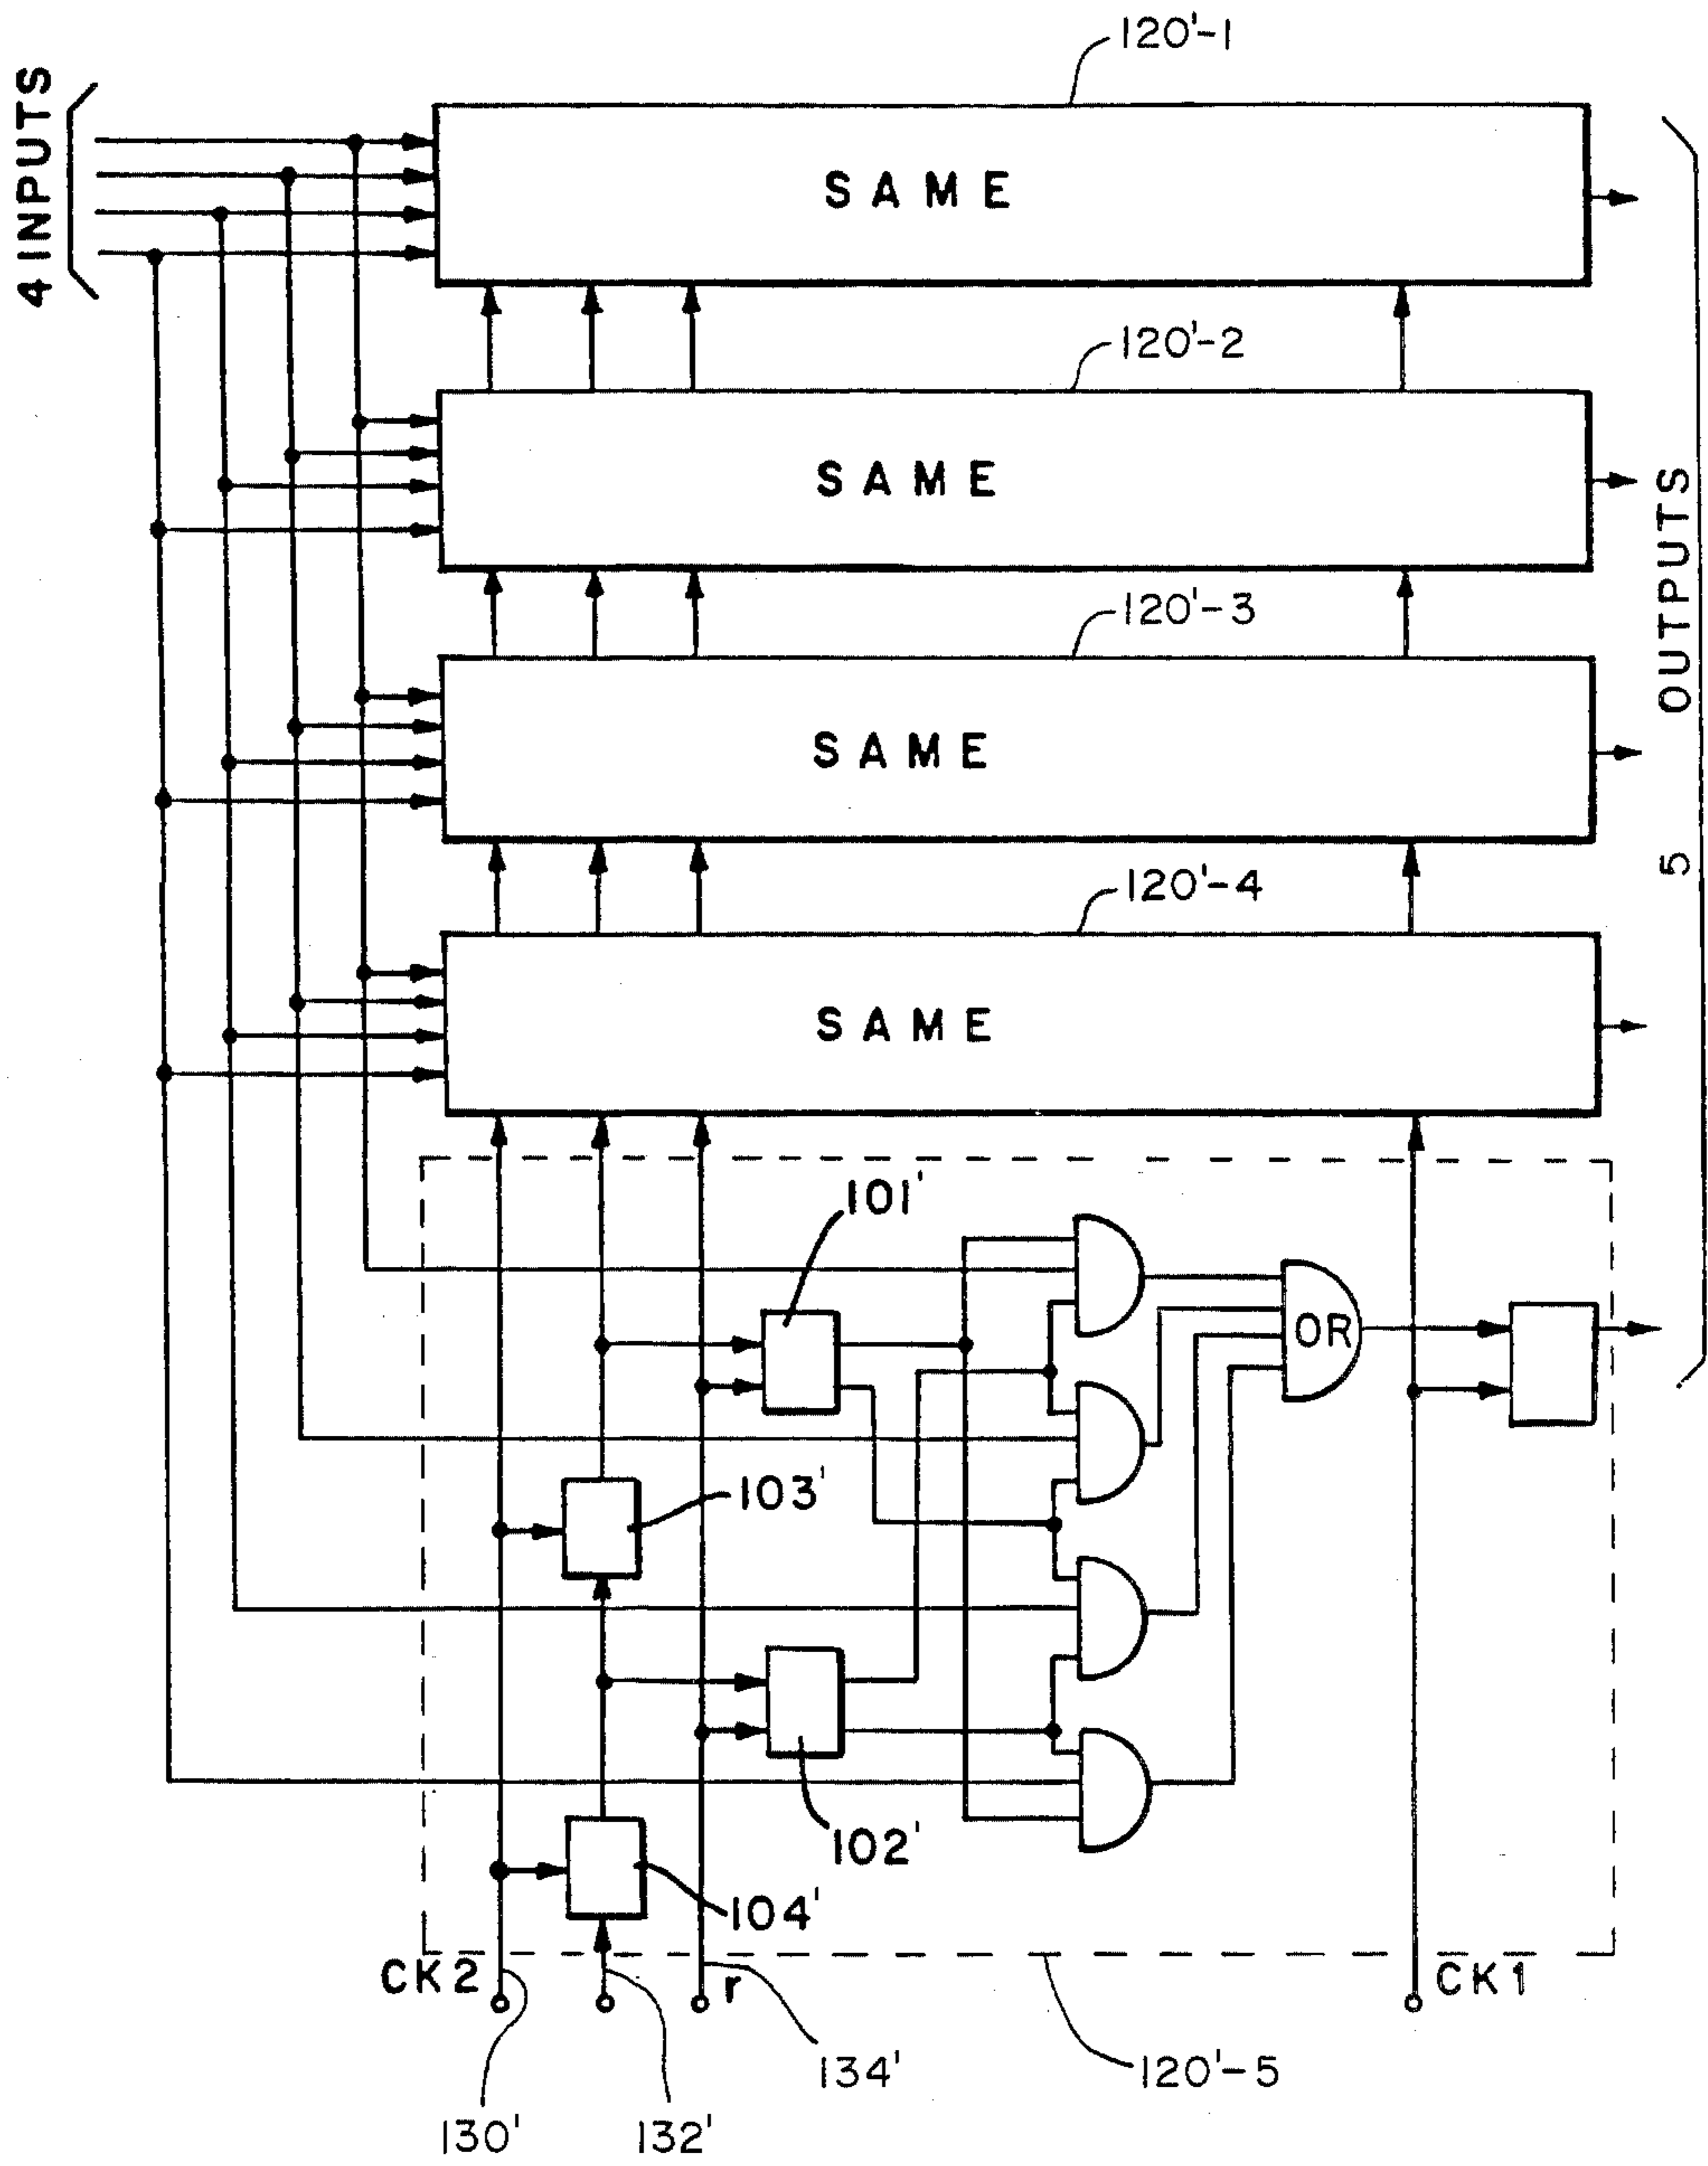 120'-1
4 INPUTS
SAME
120'-2
SAME
5 OUTPUTS
120'-3
SAME
120'-4
SAME
101'
OR
103'
102'
104'
CK2
r
CK1
134'
120'-5
130'
132'